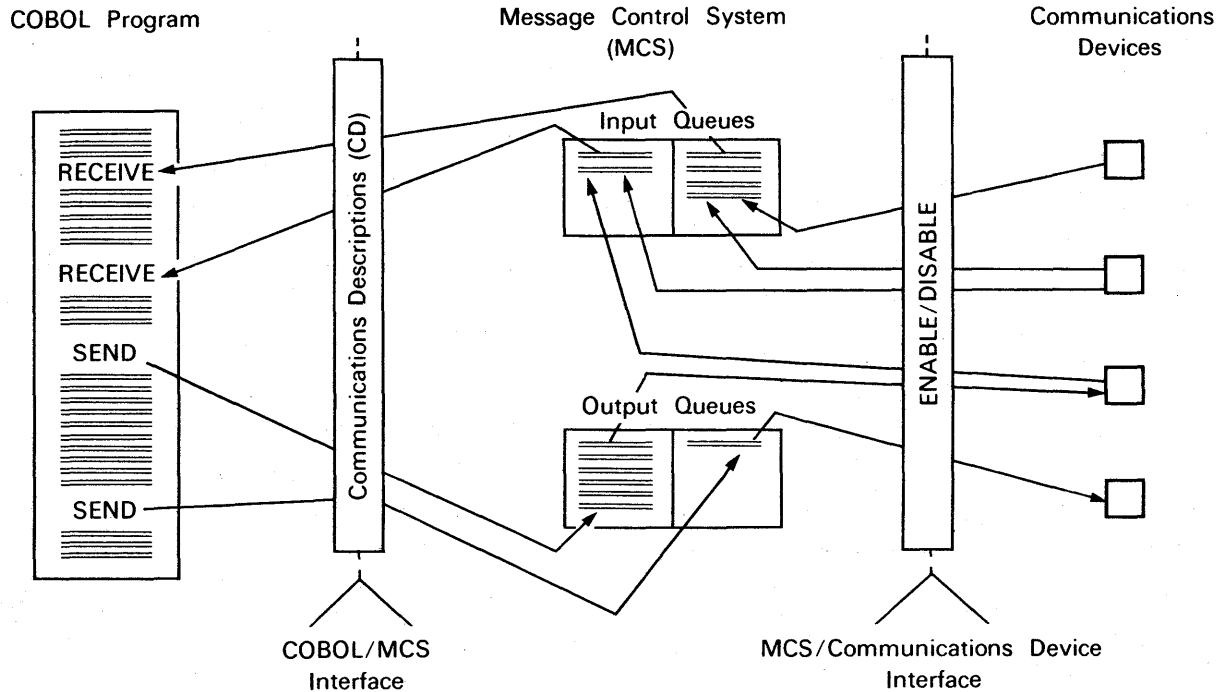 COBOL Program
Message Control System
(MCS)
Communications
Devices
RECEIVE
RECEIVE
SEND
SEND
Communications Descriptions (CD)
Input Queues
Output Queues
ENABLE/DISABLE
COBOL/MCS
Interface
MCS/Communications Device
Interface